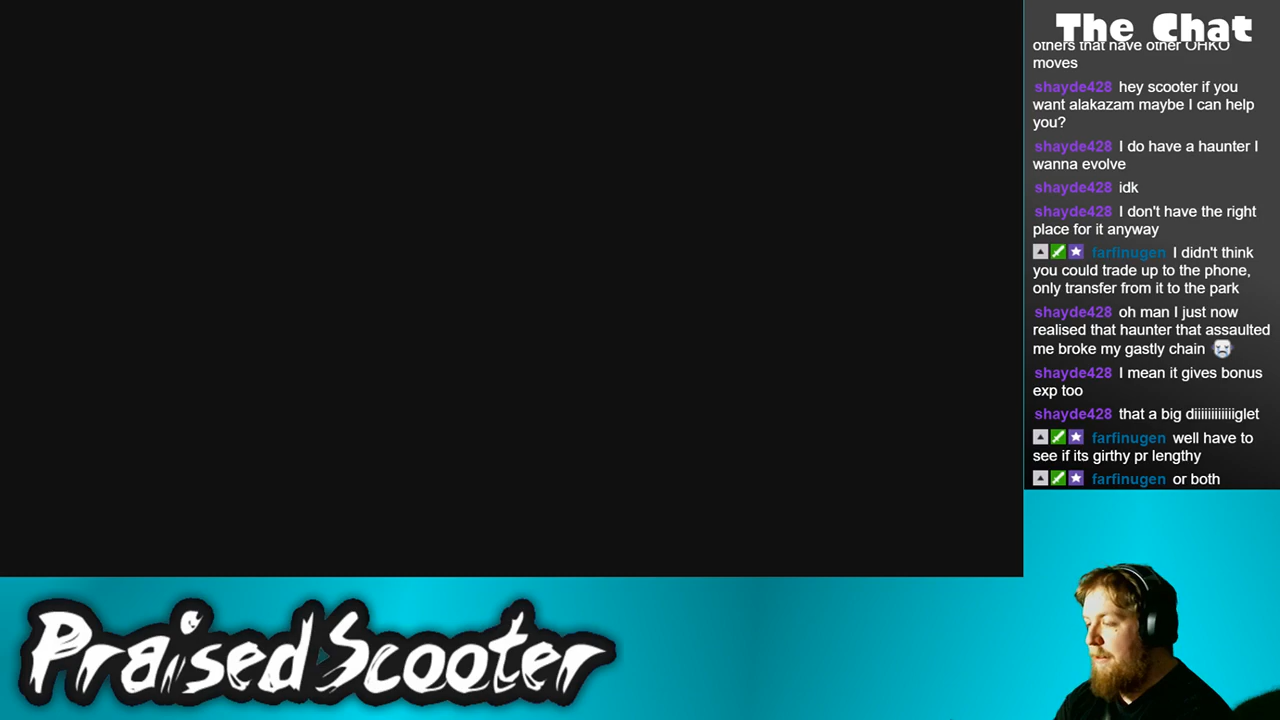 The Chat
others that have other OHKO
moves
shayde428 hey scooter if you
want alakazam maybe I can help
you?
shayde428 I do have a haunter I
wanna evolve
shayde428 idk
shayde428 I don't have the right
place for it anyway
farfinugen I didn't think
you could trade up to the phone,
only transfer from it to the park
shayde428 oh man I just now
realised that haunter that assaulted
me broke my gastly chain
shayde428 I mean it gives bonus
exp too
shayde428 that a big diiiiiiiiiiiiglet
farfinugen well have to
see if its girthy pr lengthy
farfinugen or both
PraisedScooter